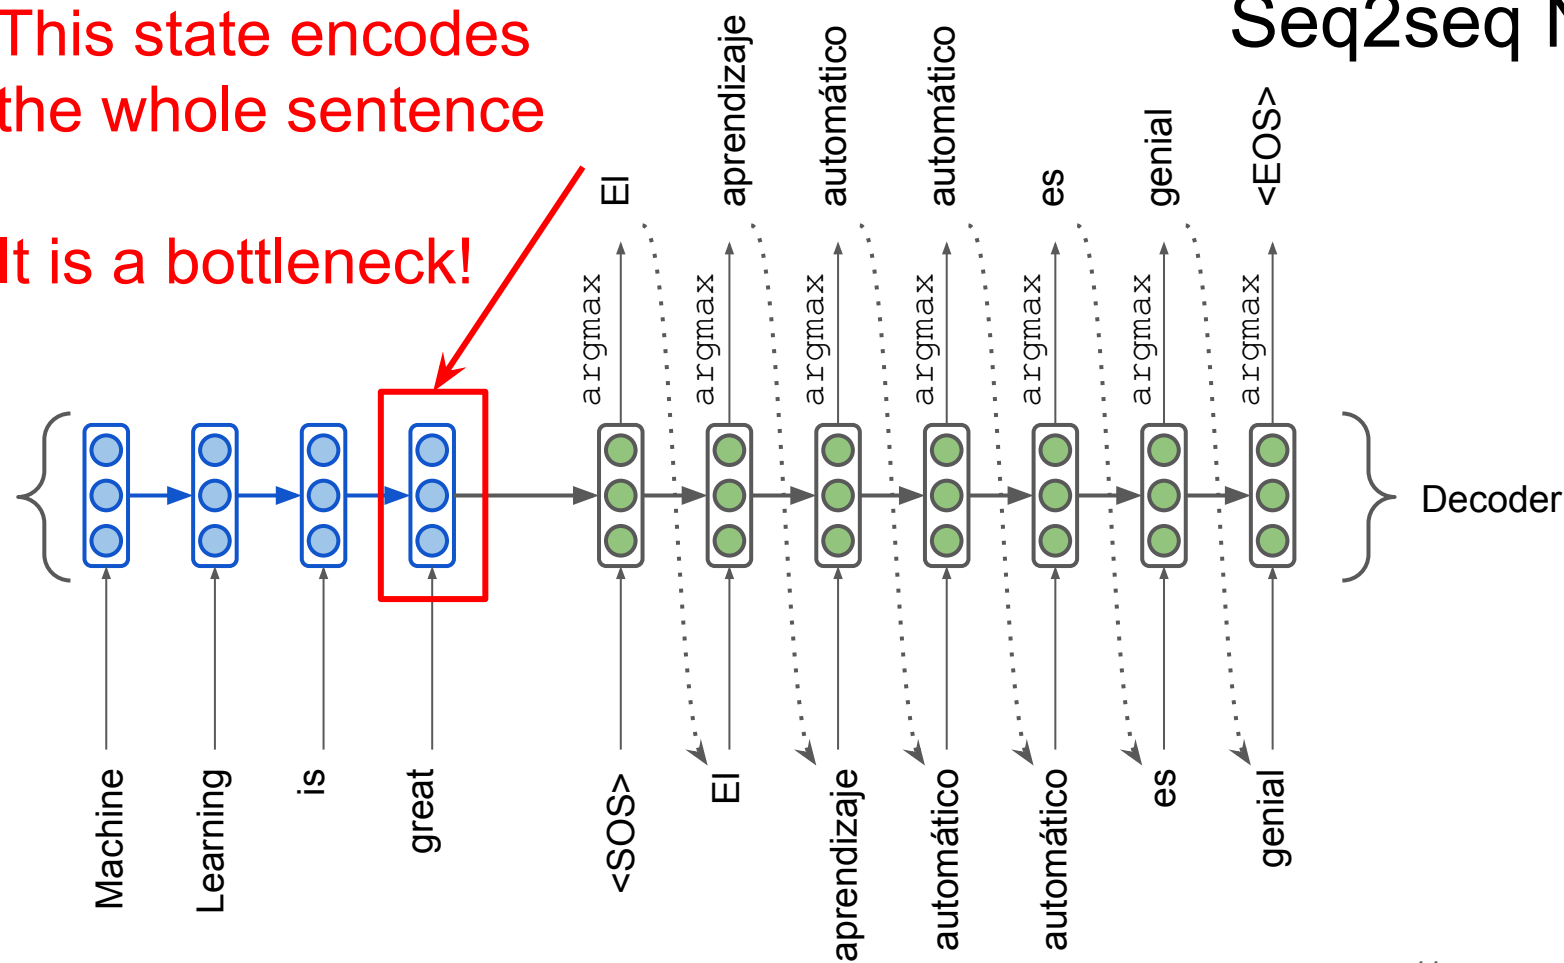 This state encodes
the whole sentence
It is a bottleneck!
Seq2seq
El
aprendizaje
automático
automático
es
genial
<EOS>
argmax
argmax
argmax
argmax
argmax
argmax
argmax
Decoder
Machine
Learning
is
great
<SOS>
El
aprendizaje
automático
automático
es
genial